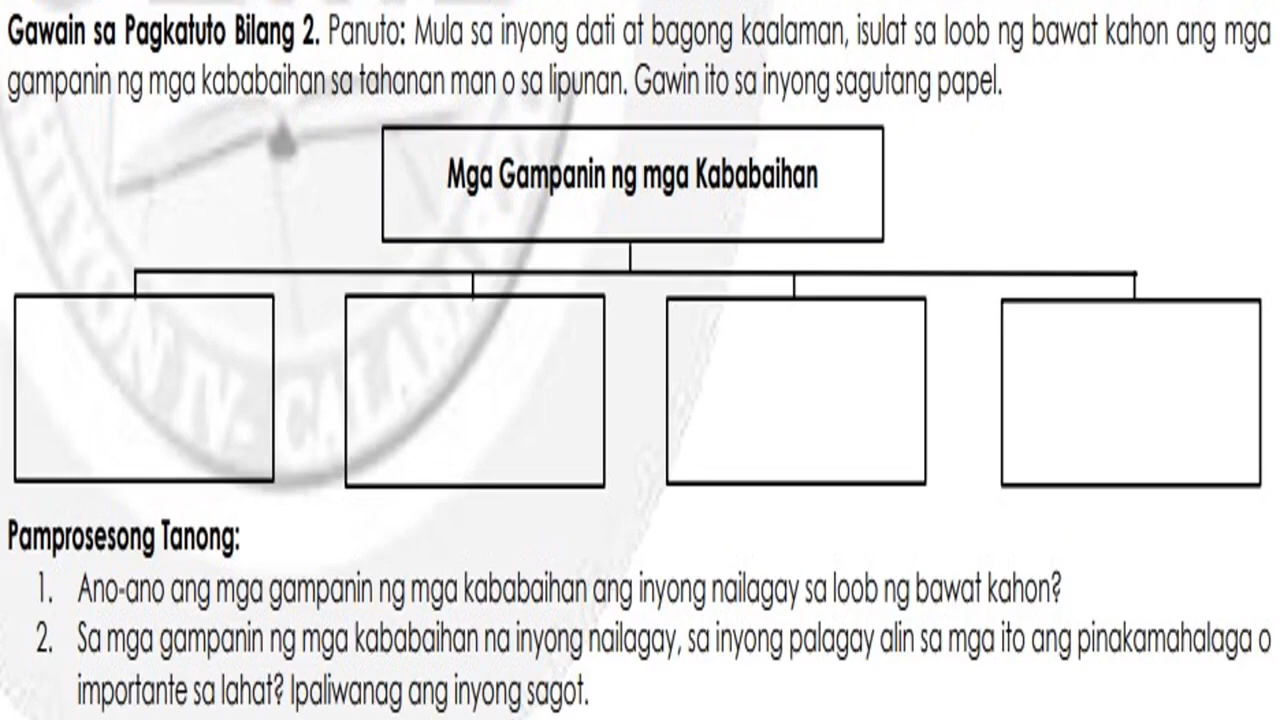 Gawain sa Pagkatuto Bilang 2. Panuto: Mula sa inyong dati at bagong kaalaman, isulat sa loob ng bawat kahon ang mga
gampanin ng mga kababaihan sa tahanan man o sa lipunan. Gawin ito sa inyong sagutang papel.
Mga Gampanin ng mga Kababaihan
Pamprosesong Tanong:
1. Ano-ano ang mga gampanin ng mga kababaihan ang inyong nailagay sa loob ng bawat kahon?
2. Sa mga gampanin ng mga kababaihan na inyong nailagay, sa inyong palagay alin sa mga ito ang pinakamahalaga o
importante sa lahat? Ipaliwanag ang inyong sagot.